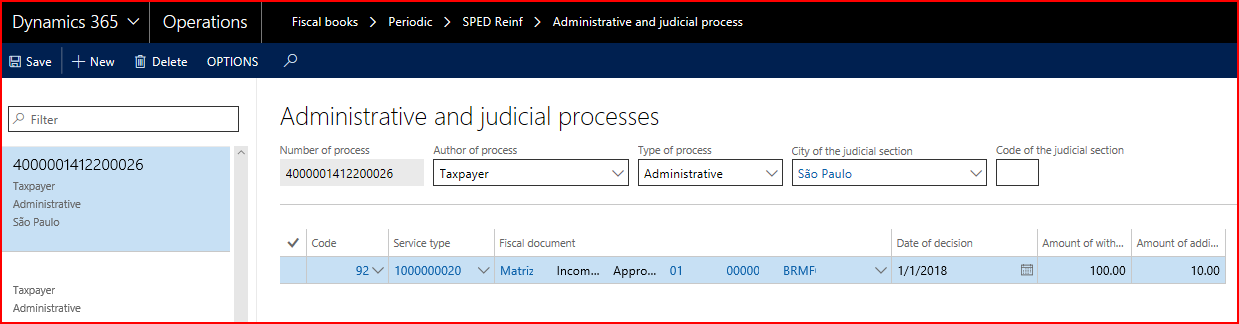 Dynamics 365 Operations Fiscal books Periodic SPED Reinf Administrative and judicial process
Save New Delete OPTIONS
Filter
4000001412200026
Taxpayer
Administrative
São Paulo
Taxpayer
Administrative
Administrative and judicial processes
Number of process Author of process Type of process City of the judicial section Code of the judicial section
4000001412200026 Taxpayer Administrative São Paulo
Code Service type Fiscal document Date of decision Amount of with... Amount of addi...
92 1000000020 Matriz Incom... Appro... 01 00000 BRMF 1/1/2018 100.00 10.00